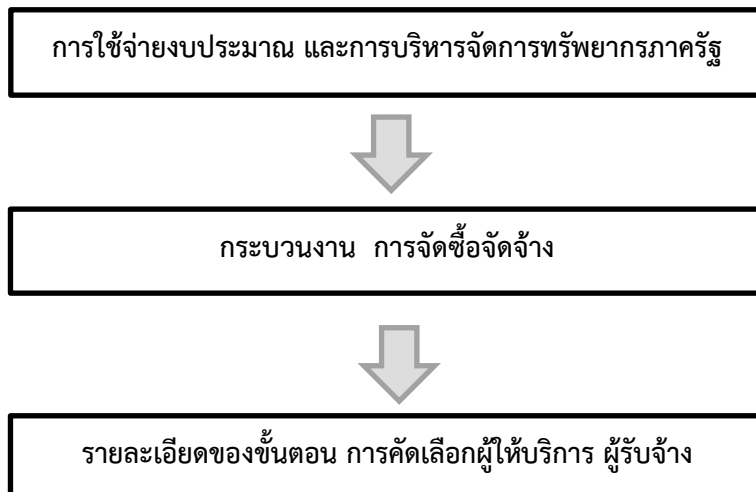 การใช้จ่ายงบประมาณ และการบริหารจัดการทรัพยากรภาครัฐ
กระบวนงาน การจัดซื้อจัดจ้าง
รายละเอียดของขั้นตอน การคัดเลือกผู้ให้บริการ ผู้รับจ้าง